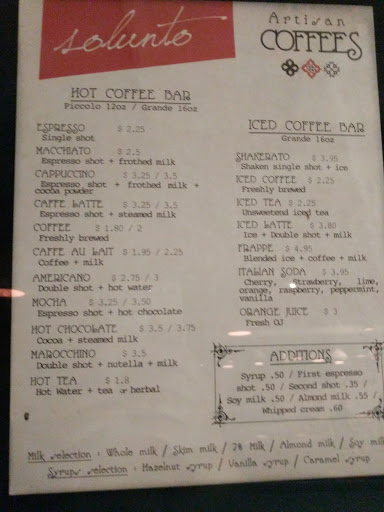 solunto
Artisan
COFFEES
HOT COFFEE BAR
Piccolo 12oz / Grande 16oz
ESPRESSO $ 2.25
Single shot
MACCHIATO $ 2.5
Espresso shot + frothed milk
CAPPUCCINO $ 3.25 / 3.5
Espresso shot + frothed milk +
cocoa powder
CAFFE LATTE $ 3.25 / 3.5
Espresso shot + steamed milk
COFFEE $ 1.80 / 2
Freshly brewed
CAFFE AU LAIT $ 1.95 / 2.25
Coffee + milk
AMERICANO $ 2.75 / 3
Double shot + hot water
MOCHA $ 3.25 / 3.50
Espresso shot + hot chocolate
HOT CHOCOLATE $ 3.5 / 3.75
Cocoa + steamed milk
MAROCCHINO $ 3.5
Double shot + nutella + milk
HOT TEA $ 1.8
Hot Water + tea or herbal
ICED COFFEE BAR
Grande 16oz
SHAKERATO $ 3.95
Shaken single shot + ice
ICED COFFEE $ 2.25
Freshly brewed
ICED TEA $ 2.25
Unsweetend iced tea
ICED LATTE $ 3.80
Ice + Double shot + milk
FRAPPE $ 4.95
Blended ice + coffee + milk
ITALIAN SODA $ 3.95
Cherry, Strawberry, lime,
orange, raspberry, peppermint,
vanilla
ORANGE JUICE $ 3
Fresh OJ
ADDITIONS
Syrup .50 / First espresso
shot .50 / Second shot .35 /
Soy milk .50 / Almond milk .55 /
Whipped cream .60
Milk selection: Whole milk / Skim milk / 2% Milk / Almond milk / Soy milk
Syrups selection: Hazelnut syrup / Vanilla syrup / Caramel syrup